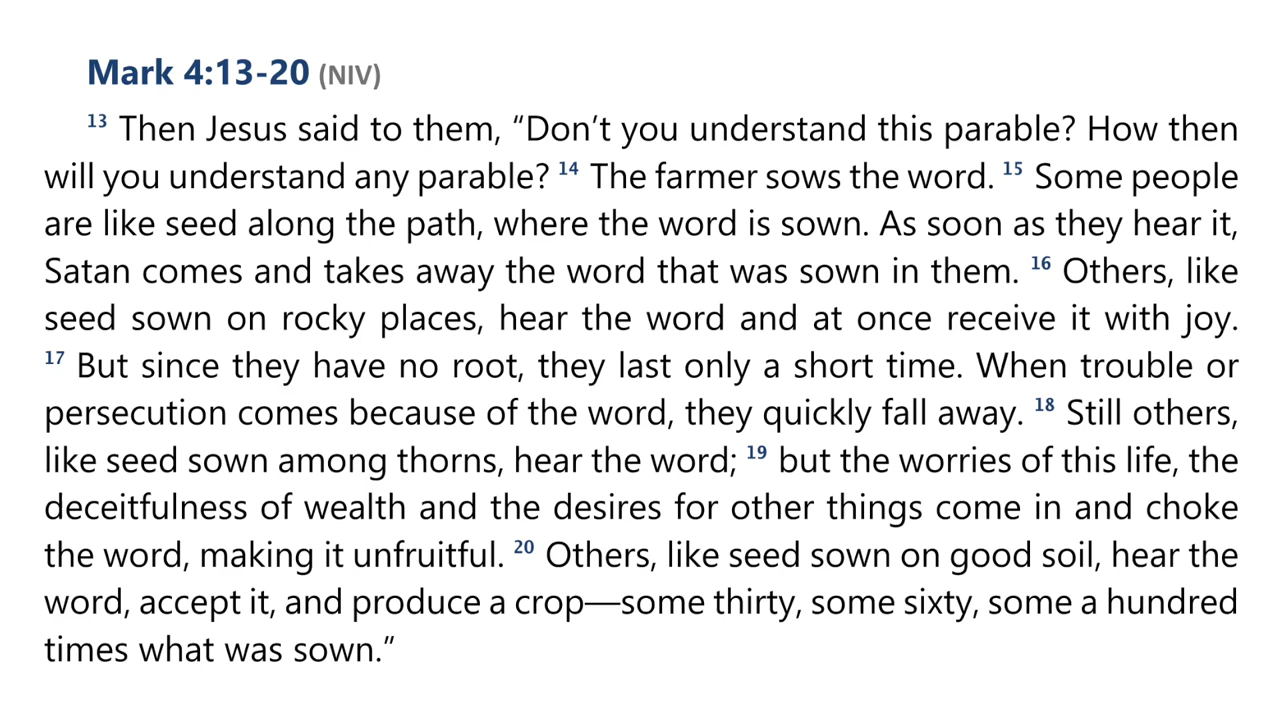 Mark 4:13-20 (NIV)
13 Then Jesus said to them, “Don’t you understand this parable? How then
will you understand any parable? 14 The farmer sows the word. 15 Some people
are like seed along the path, where the word is sown. As soon as they hear it,
Satan comes and takes away the word that was sown in them. 16 Others, like
seed sown on rocky places, hear the word and at once receive it with joy.
17 But since they have no root, they last only a short time. When trouble or
persecution comes because of the word, they quickly fall away. 18 Still others,
like seed sown among thorns, hear the word; 19 but the worries of this life, the
deceitfulness of wealth and the desires for other things come in and choke
the word, making it unfruitful. 20 Others, like seed sown on good soil, hear the
word, accept it, and produce a crop—some thirty, some sixty, some a hundred
times what was sown.”